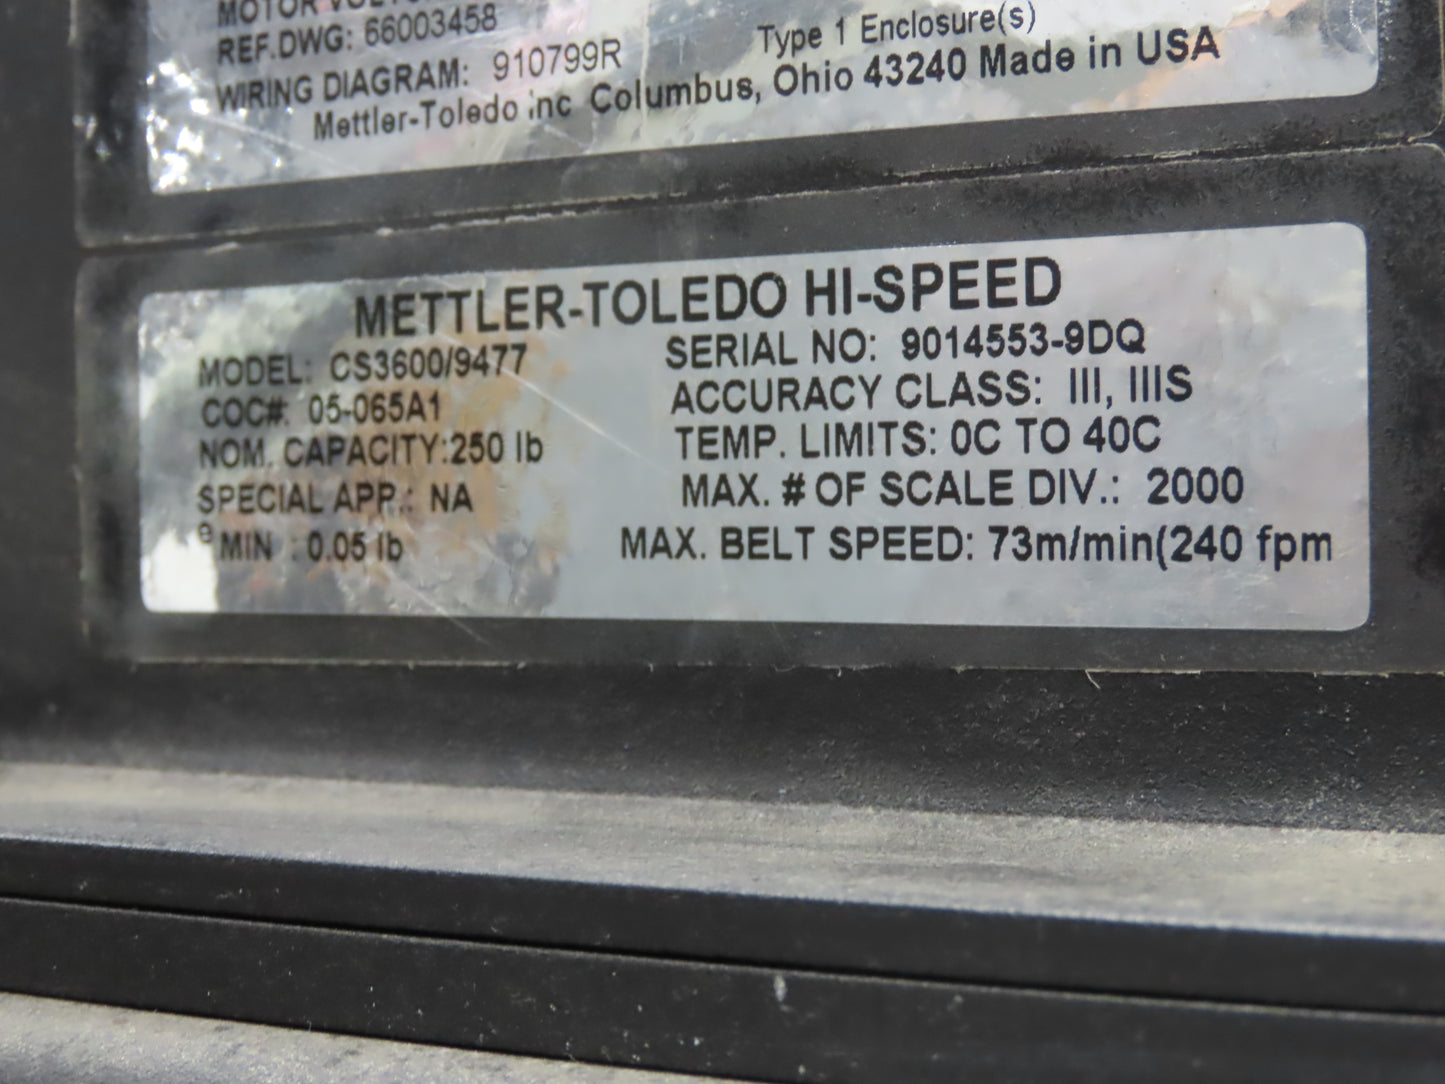 MOTOR
REF.DWG: 66003458
WIRING DIAGRAM: 910799R Type 1 Enclosure(s)
Mettler-Toledo inc Columbus, Ohio 43240 Made in USA
METTLER-TOLEDO HI-SPEED
MODEL: CS3600/9477 SERIAL NO: 9014553-9DQ
COC#: 05-065A1 ACCURACY CLASS: III, IIIS
NOM. CAPACITY:250 lb TEMP. LIMITS: 0C TO 40C
SPECIAL APP.: NA MAX. # OF SCALE DIV.: 2000
e MIN : 0.05 lb MAX. BELT SPEED: 73m/min(240 fpm